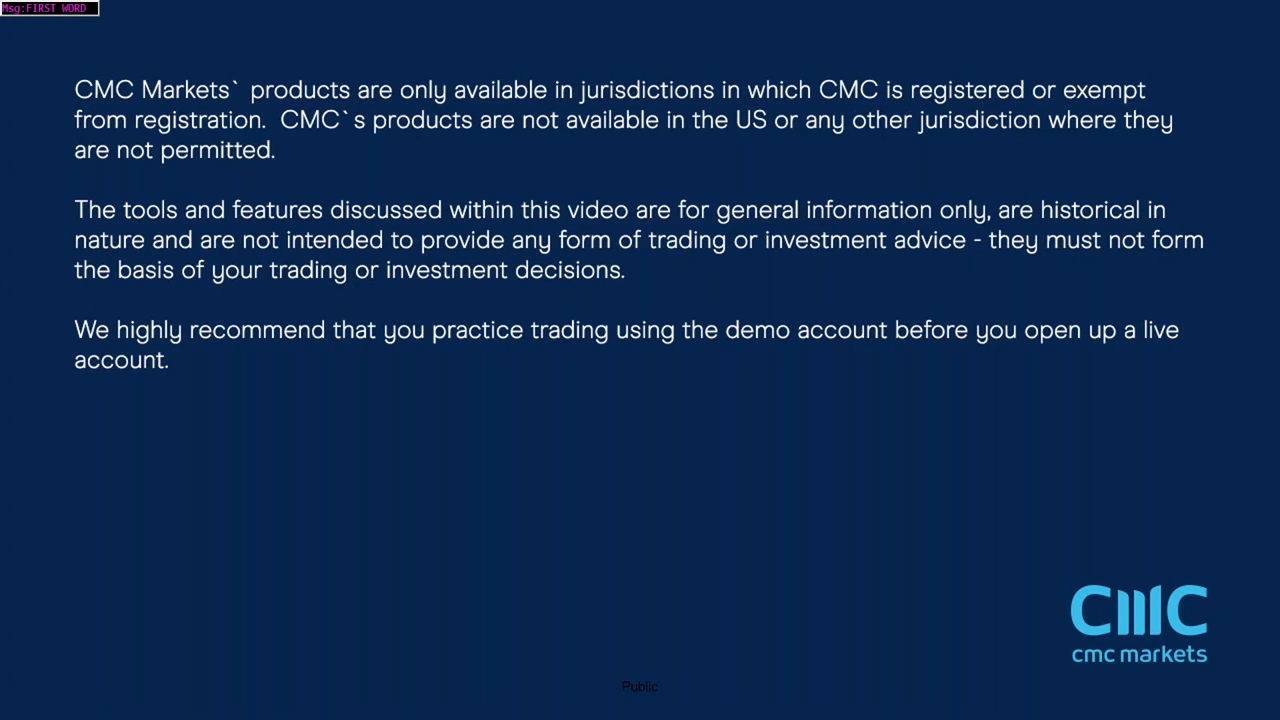 Msg:FIRST WORD
CMC Markets` products are only available in jurisdictions in which CMC is registered or exempt
from registration.  CMC`s products are not available in the US or any other jurisdiction where they
are not permitted.
The tools and features discussed within this video are for general information only, are historical in
nature and are not intended to provide any form of trading or investment advice - they must not form
the basis of your trading or investment decisions.
We highly recommend that you practice trading using the demo account before you open up a live
account.
CMC
cmc markets
Public